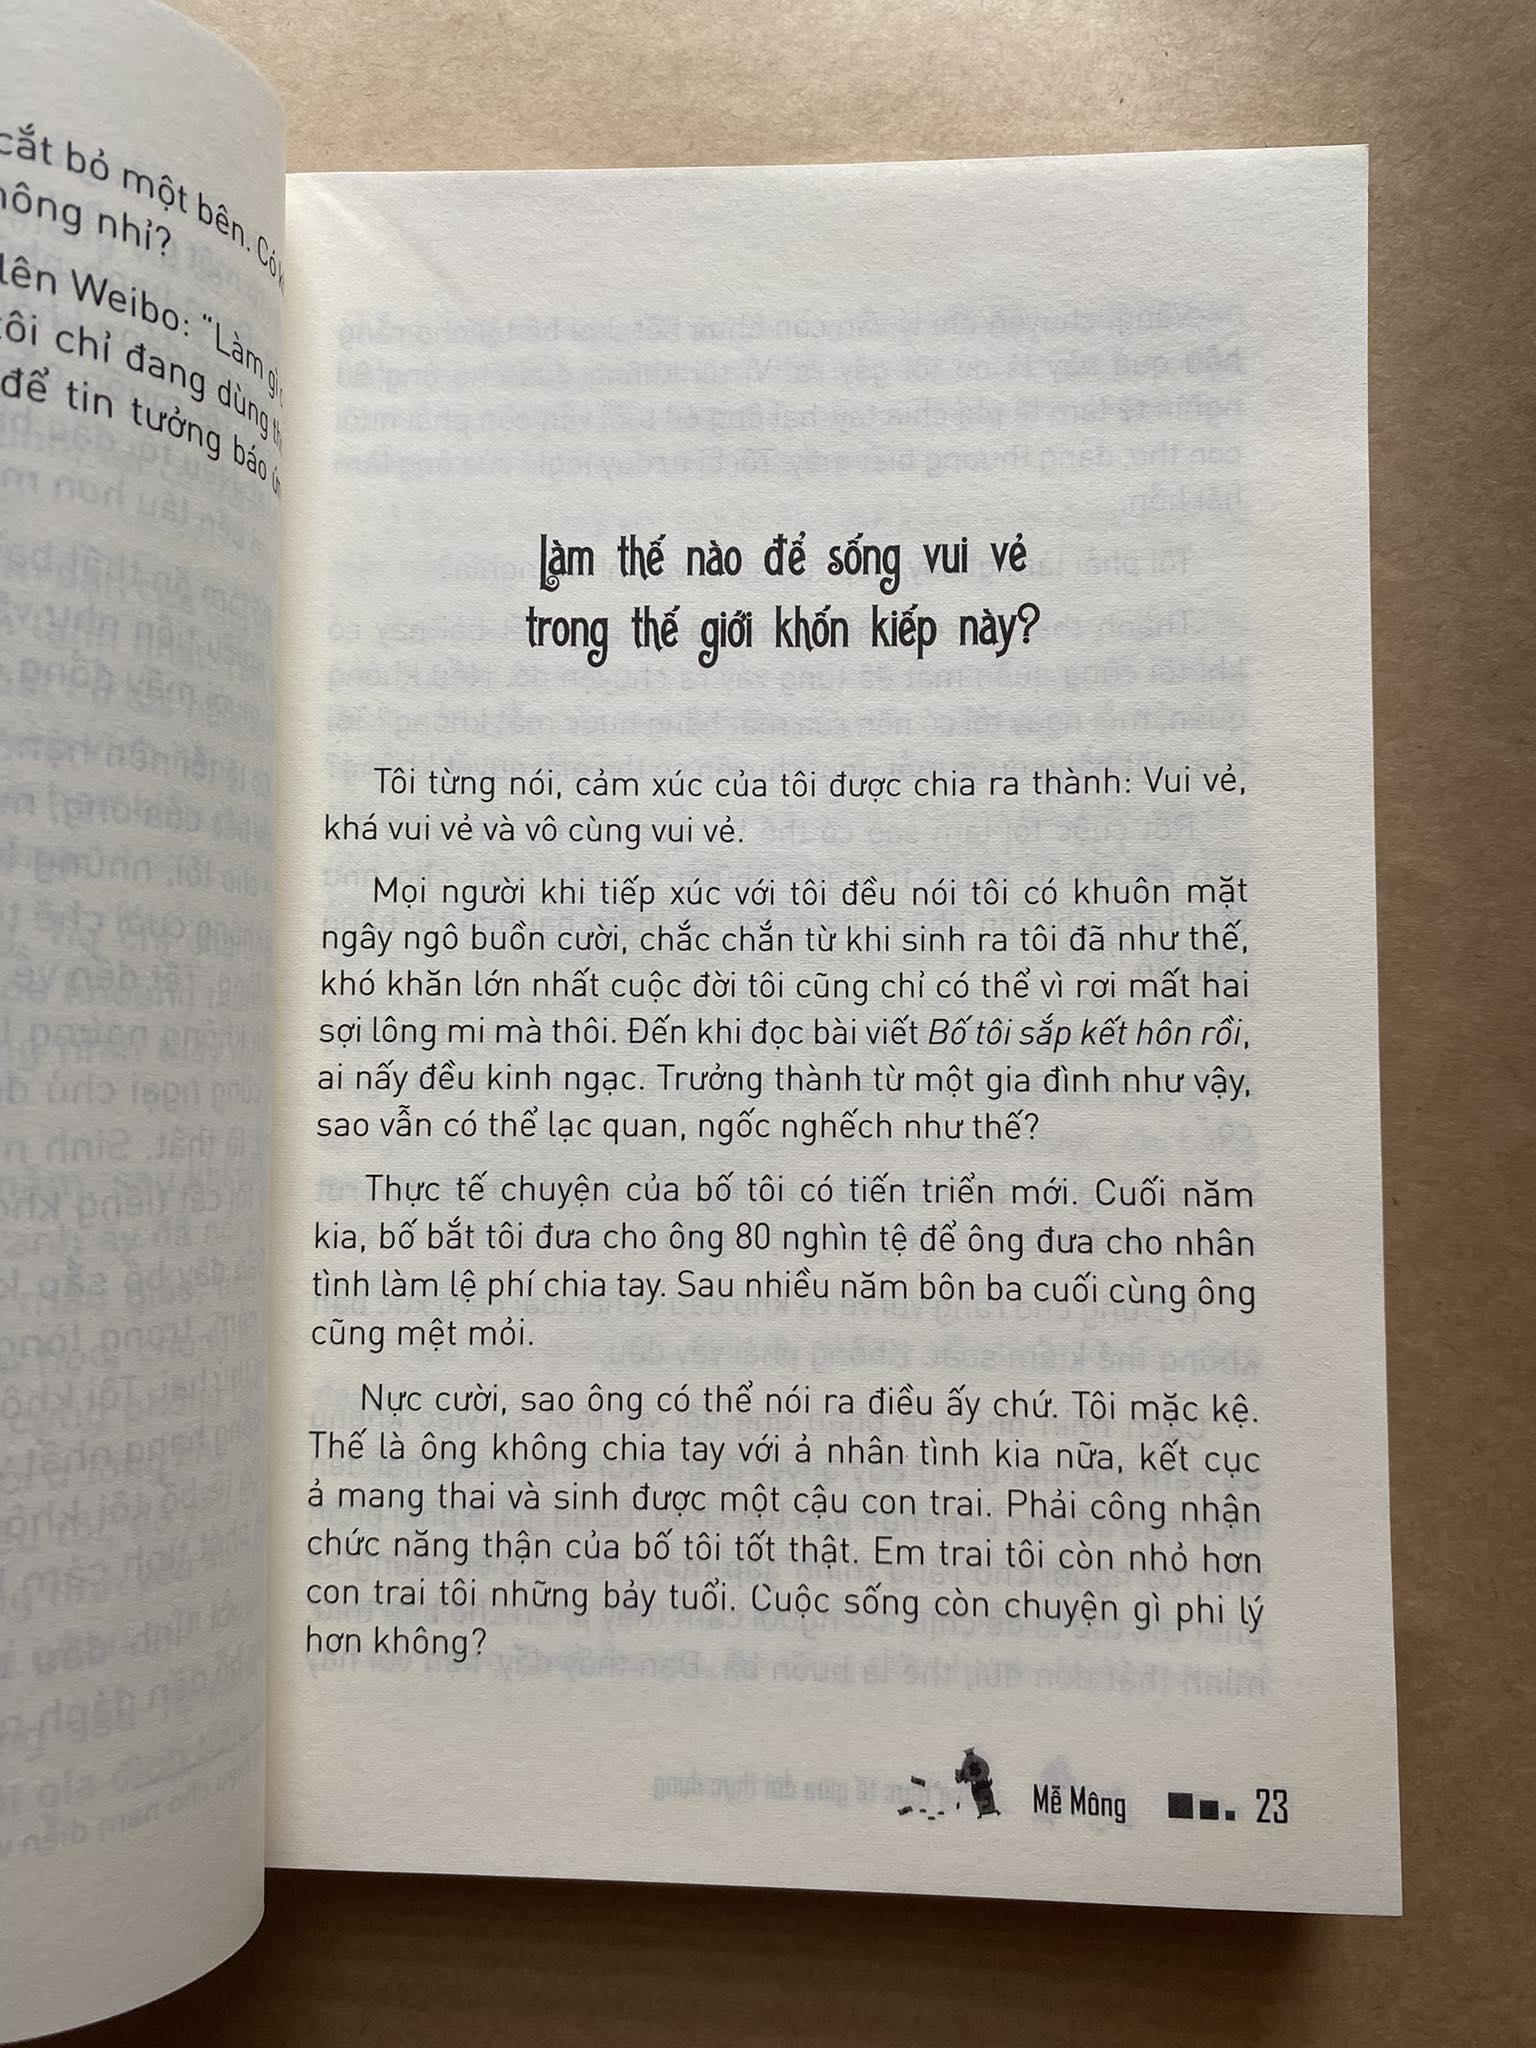 cắt bỏ một bên. Có
nhỉ?
lên Weibo: “Làm gì
tôi chỉ đang dùng
để tin tưởng báo
Làm thế nào để sống vui vẻ
trong thế giới khốn kiếp này?
Tôi từng nói, cảm xúc của tôi được chia ra thành: Vui vẻ,
khá vui vẻ và vô cùng vui vẻ.
Mọi người khi tiếp xúc với tôi đều nói tôi có khuôn mặt
ngây ngô buồn cười, chắc chắn từ khi sinh ra tôi đã như thế,
khó khăn lớn nhất cuộc đời tôi cũng chỉ có thể vì rơi mất hai
sợi lông mi mà thôi. Đến khi đọc bài viết Bố tôi sắp kết hôn rồi,
ai nấy đều kinh ngạc. Trưởng thành từ một gia đình như vậy,
sao vẫn có thể lạc quan, ngốc nghếch như thế?
Thực tế chuyện của bố tôi có tiến triển mới. Cuối năm
kia, bố bắt tôi đưa cho ông 80 nghìn tệ để ông đưa cho nhân
tình làm lệ phí chia tay. Sau nhiều năm bôn ba cuối cùng ông
cũng mệt mỏi.
Nực cười, sao ông có thể nói ra điều ấy chứ. Tôi mặc kệ.
Thế là ông không chia tay với ả nhân tình kia nữa, kết cục
ả mang thai và sinh được một cậu con trai. Phải công nhận
chức năng thận của bố tôi tốt thật. Em trai tôi còn nhỏ hơn
con trai tôi những bảy tuổi. Cuộc sống còn chuyện gì phi lý
hơn không?
Mễ Mông 23